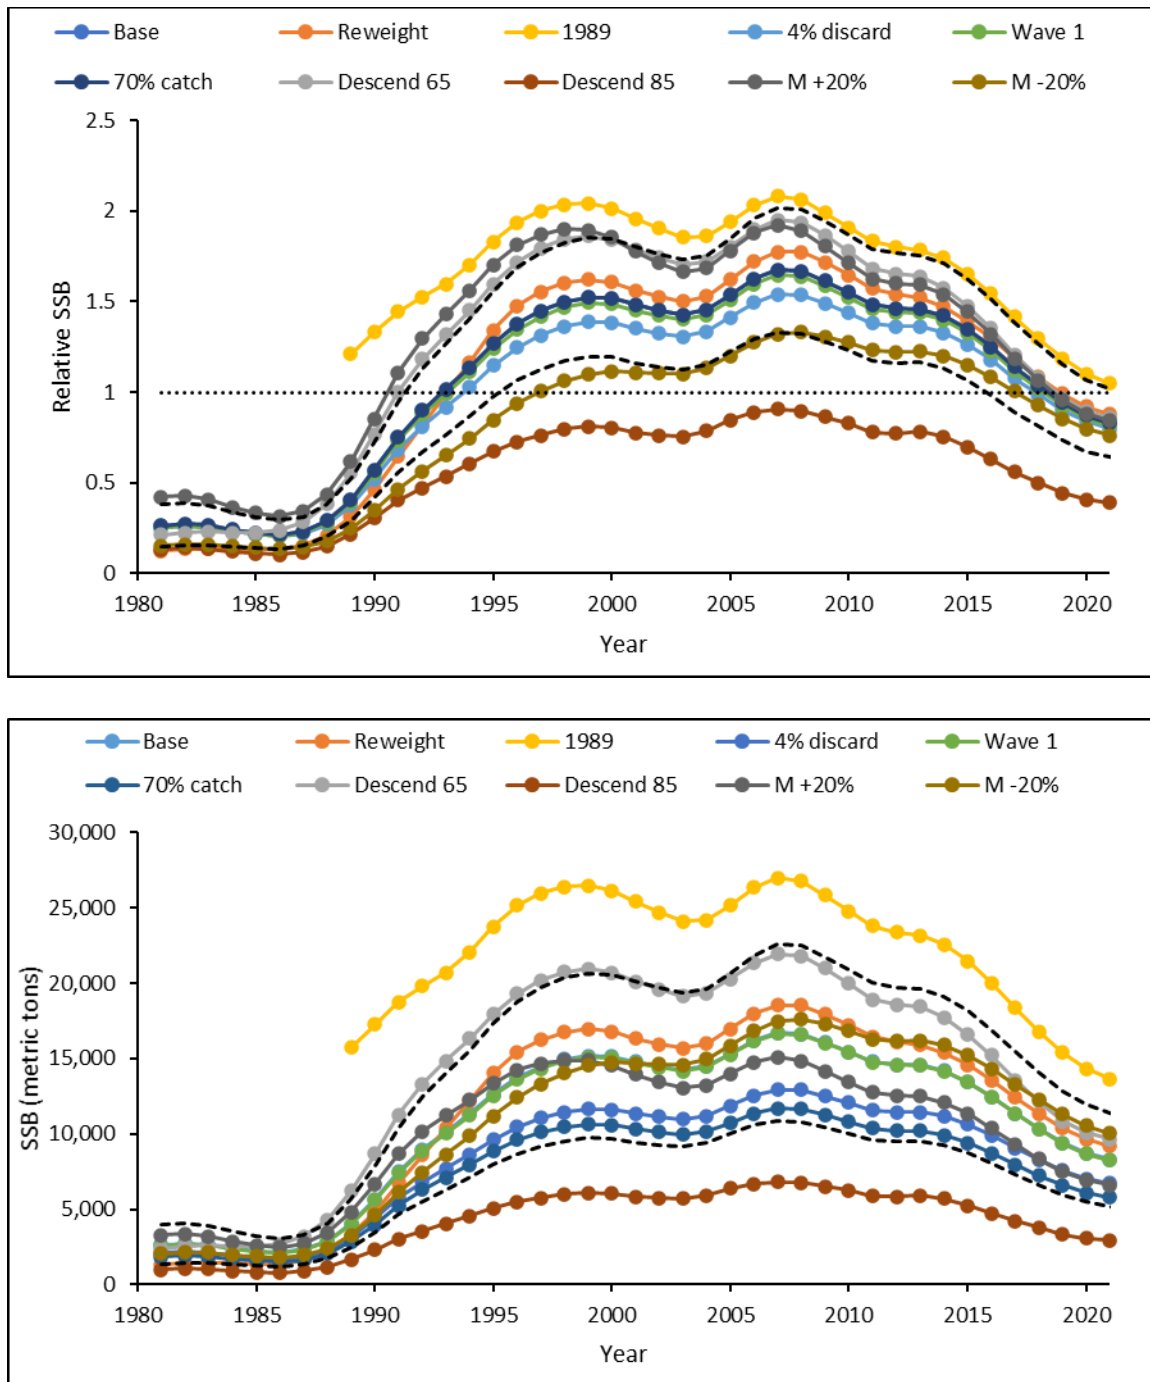 Base Reweight 1989 4% discard Wave 1
70% catch Descend 65 Descend 85 M +20% M -20%
2.5
2
1.5
1
0.5
0
Relative SSB
1980 1985 1990 1995 2000 2005 2010 2015 2020
Year
Base Reweight 1989 4% discard Wave 1
70% catch Descend 65 Descend 85 M +20% M -20%
30,000
25,000
20,000
15,000
10,000
5,000
0
SSB (metric tons)
1980 1985 1990 1995 2000 2005 2010 2015 2020
Year